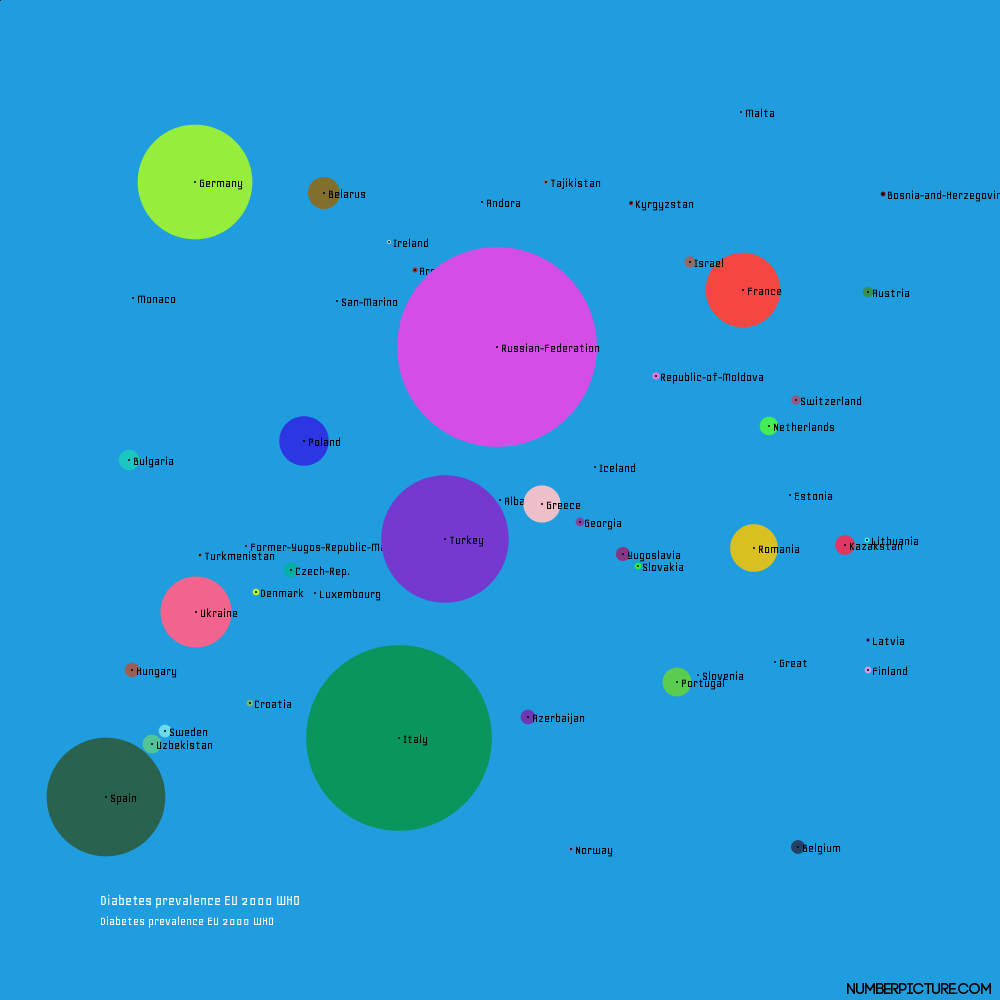 Malta
Germany
Tajikistan
Belarus
Bosnia-and-Herzegovin
Andora
Kyrgyzstan
Ireland
Israel
France
Austria
Monaco
San-Marino
Russian-Federation
Republic-of-Moldova
Switzerland
Netherlands
Poland
Bulgaria
Iceland
Estonia
Alba
Greece
Georgia
Turkey
Lithuania
Kazakstan
Romania
Former-Yugos-Republic-Ma
Turkmenistan
Yugoslavia
Slovakia
Czech-Rep.
Denmark
Luxembourg
Ukraine
Latvia
Great
Finland
Hungary
Slovenia
Portugal
Croatia
Azerbaijan
Sweden
Italy
Uzbekistan
Spain
Belgium
Norway
Diabetes prevalence EU 2000 WHO
Diabetes prevalence EU 2000 WHO
NUMBERPICTURE.COM